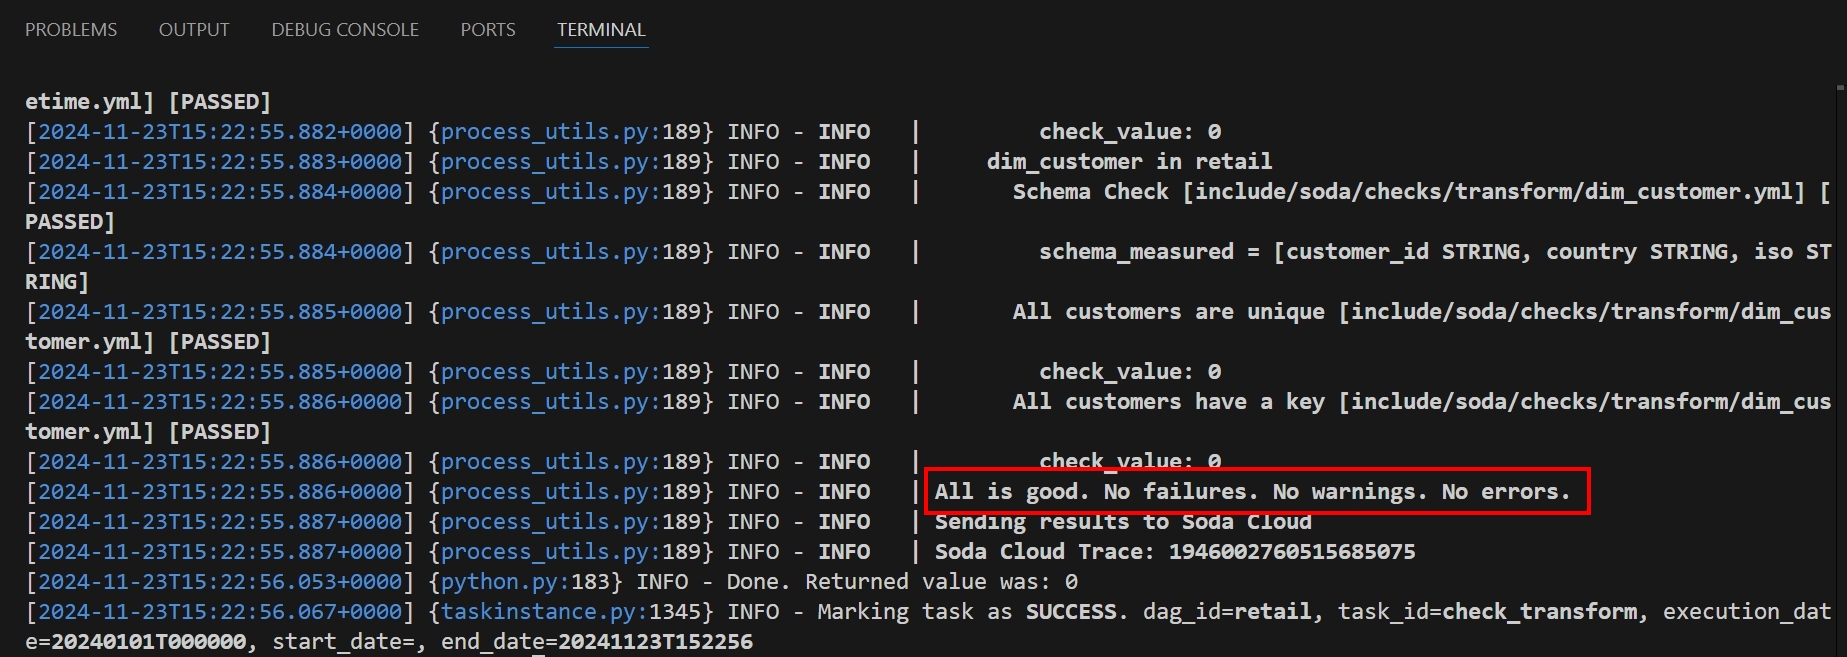 PROBLEMS OUTPUT DEBUG CONSOLE PORTS TERMINAL
etime.yml] [PASSED]
[2024-11-23T15:22:55.882+0000] {process_utils.py:189} INFO - INFO   |         check_value: 0
[2024-11-23T15:22:55.883+0000] {process_utils.py:189} INFO - INFO   |     dim_customer in retail
[2024-11-23T15:22:55.884+0000] {process_utils.py:189} INFO - INFO   |       Schema Check [include/soda/checks/transform/dim_customer.yml] [
PASSED]
[2024-11-23T15:22:55.884+0000] {process_utils.py:189} INFO - INFO   |         schema_measured = [customer_id STRING, country STRING, iso ST
RING]
[2024-11-23T15:22:55.885+0000] {process_utils.py:189} INFO - INFO   |       All customers are unique [include/soda/checks/transform/dim_cus
tomer.yml] [PASSED]
[2024-11-23T15:22:55.885+0000] {process_utils.py:189} INFO - INFO   |         check_value: 0
[2024-11-23T15:22:55.886+0000] {process_utils.py:189} INFO - INFO   |       All customers have a key [include/soda/checks/transform/dim_cus
tomer.yml] [PASSED]
[2024-11-23T15:22:55.886+0000] {process_utils.py:189} INFO - INFO   |         check_value: 0
[2024-11-23T15:22:55.886+0000] {process_utils.py:189} INFO - INFO   | All is good. No failures. No warnings. No errors.
[2024-11-23T15:22:55.887+0000] {process_utils.py:189} INFO - INFO   | Sending results to Soda Cloud
[2024-11-23T15:22:55.887+0000] {process_utils.py:189} INFO - INFO   | Soda Cloud Trace: 1946002760515685075
[2024-11-23T15:22:56.053+0000] {python.py:183} INFO - Done. Returned value was: 0
[2024-11-23T15:22:56.067+0000] {taskinstance.py:1345} INFO - Marking task as SUCCESS. dag_id=retail, task_id=check_transform, execution_dat
e=20240101T000000, start_date=, end_date=20241123T152256